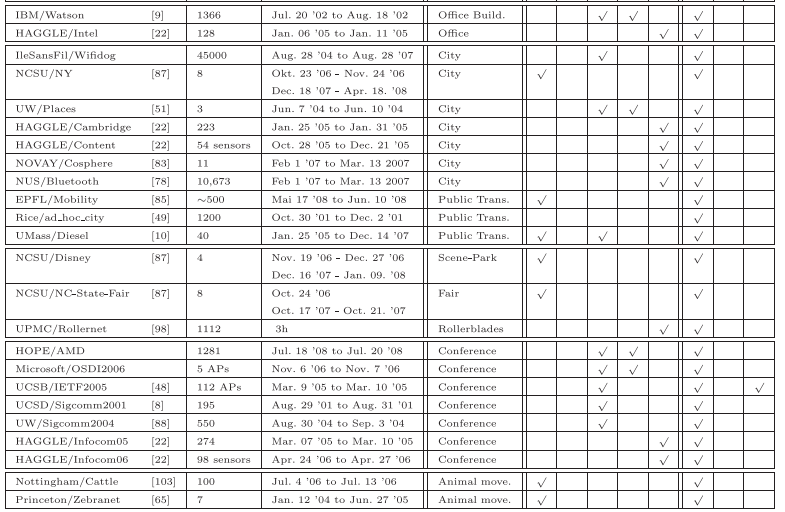 IBM/Watson [9] 1366 Jul. 20 '02 to Aug. 18 '02 Office Build. √ √ √
HAGGLE/Intel [22] 128 Jan. 06 '05 to Jan. 11 '05 Office √ √
IleSansFil/Wifidog 45000 Aug. 28 '04 to Aug. 28 '07 City √ √
NCSU/NY [87] 8 Okt. 23 '06 - Nov. 24 '06 City √ √
Dec. 18 '07 - Apr. 18. '08
UW/Places [51] 3 Jun. 7 '04 to Jun. 10 '04 City √ √ √
HAGGLE/Cambridge [22] 223 Jan. 25 '05 to Jan. 31 '05 City √ √
HAGGLE/Content [22] 54 sensors Oct. 28 '05 to Dec. 21 '05 City √ √
NOVAY/Cosphere [83] 11 Feb 1 '07 to Mar. 13 2007 City √ √
NUS/Bluetooth [78] 10,673 Feb 1 '07 to Mar. 13 2007 City √ √
EPFL/Mobility [85] ~500 Mai 17 '08 to Jun. 10 '08 Public Trans. √ √
Rice/ad_hoc_city [49] 1200 Oct. 30 '01 to Dec. 2 '01 Public Trans. √
UMass/Diesel [10] 40 Jan. 25 '05 to Dec. 14 '07 Public Trans. √ √ √
NCSU/Disney [87] 4 Nov. 19 '06 - Dec. 27 '06 Scene-Park √ √
Dec. 16 '07 - Jan. 09. '08
NCSU/NC-State-Fair [87] 8 Oct. 24 '06 Fair √ √
Oct. 17 '07 - Oct. 21. '07
UPMC/Rollernet [98] 1112 3h Rollerblades √ √
HOPE/AMD 1281 Jul. 18 '08 to Jul. 20 '08 Conference √ √ √
Microsoft/OSDI2006 5 APs Nov. 6 '06 to Nov. 7 '06 Conference √ √ √
UCSB/IETF2005 [48] 112 APs Mar. 9 '05 to Mar. 10 '05 Conference √ √ √
UCSD/Sigcomm2001 [8] 195 Aug. 29 '01 to Aug. 31 '01 Conference √ √
UW/Sigcomm2004 [88] 550 Aug. 30 '04 to Sep. 3 '04 Conference √ √
HAGGLE/Infocom05 [22] 274 Mar. 07 '05 to Mar. 10 '05 Conference √ √
HAGGLE/Infocom06 [22] 98 sensors Apr. 24 '06 to Apr. 27 '06 Conference √ √
Nottingham/Cattle [103] 100 Jul. 4 '06 to Jul. 13 '06 Animal move. √ √
Princeton/Zebranet [65] 7 Jan. 12 '04 to Jun. 27 '05 Animal move. √ √